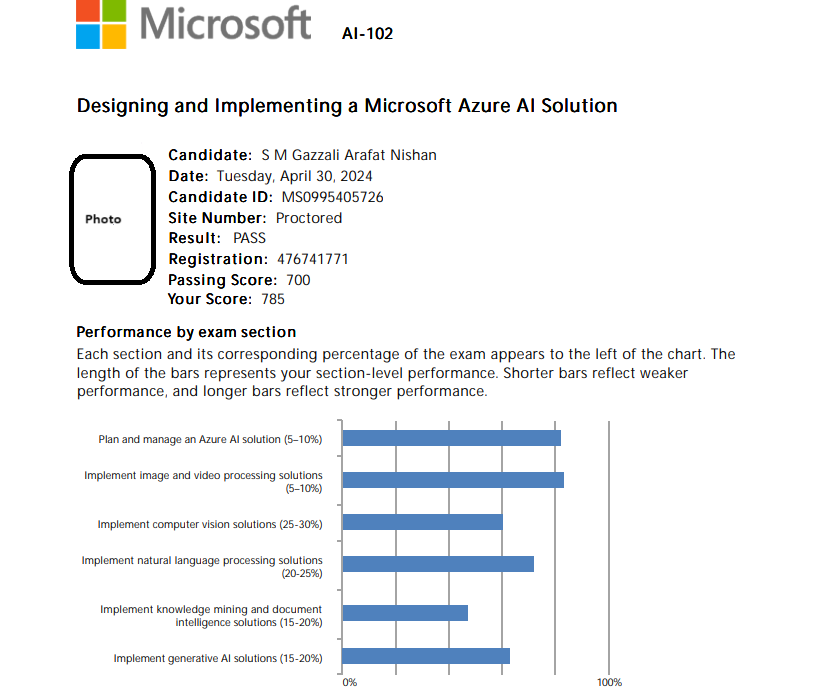 Microsoft AI-102
Designing and Implementing a Microsoft Azure AI Solution
Photo
Candidate: S M Gazzali Arafat Nishan
Date: Tuesday, April 30, 2024
Candidate ID: MS0995405726
Site Number: Proctored
Result: PASS
Registration: 476741771
Passing Score: 700
Your Score: 785
Performance by exam section
Each section and its corresponding percentage of the exam appears to the left of the chart. The
length of the bars represents your section-level performance. Shorter bars reflect weaker
performance, and longer bars reflect stronger performance.
Plan and manage an Azure AI solution (5–10%)
Implement image and video processing solutions
(5–10%)
Implement computer vision solutions (25-30%)
Implement natural language processing solutions
(20-25%)
Implement knowledge mining and document
intelligence solutions (15-20%)
Implement generative AI solutions (15-20%)
0% 100%